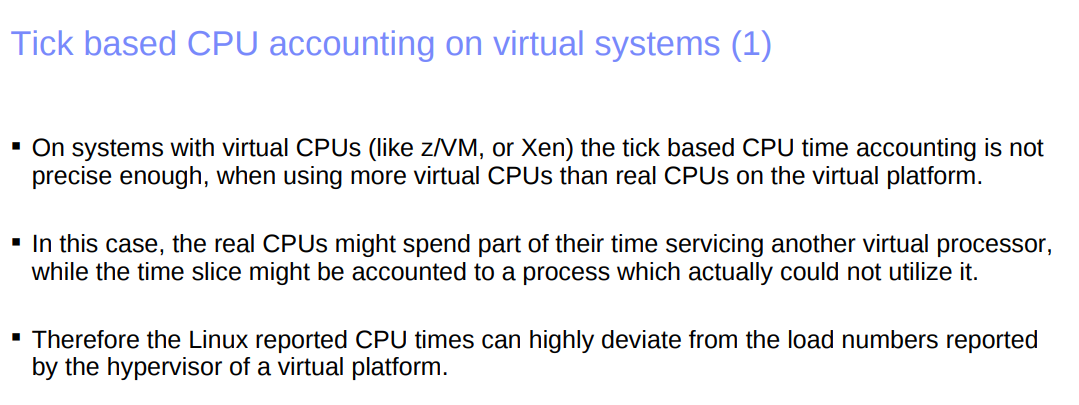 Tick based CPU accounting on virtual systems (1)
▪ On systems with virtual CPUs (like z/VM, or Xen) the tick based CPU time accounting is not
precise enough, when using more virtual CPUs than real CPUs on the virtual platform.
▪ In this case, the real CPUs might spend part of their time servicing another virtual processor,
while the time slice might be accounted to a process which actually could not utilize it.
▪ Therefore the Linux reported CPU times can highly deviate from the load numbers reported
by the hypervisor of a virtual platform.